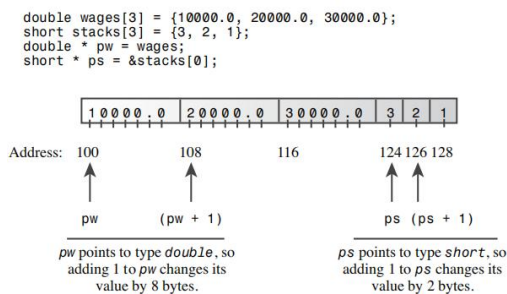 double wages[3] = {10000.0, 20000.0, 30000.0};
short stacks[3] = {3, 2, 1};
double * pw = wages;
short * ps = &stacks[0];
10000.0 20000.0 30000.0 3 2 1
Address: 100 108 116 124 126 128
pw (pw + 1) ps (ps + 1)
pw points to type double, so
adding 1 to pw changes its
value by 8 bytes.
ps points to type short, so
adding 1 to ps changes its
value by 2 bytes.